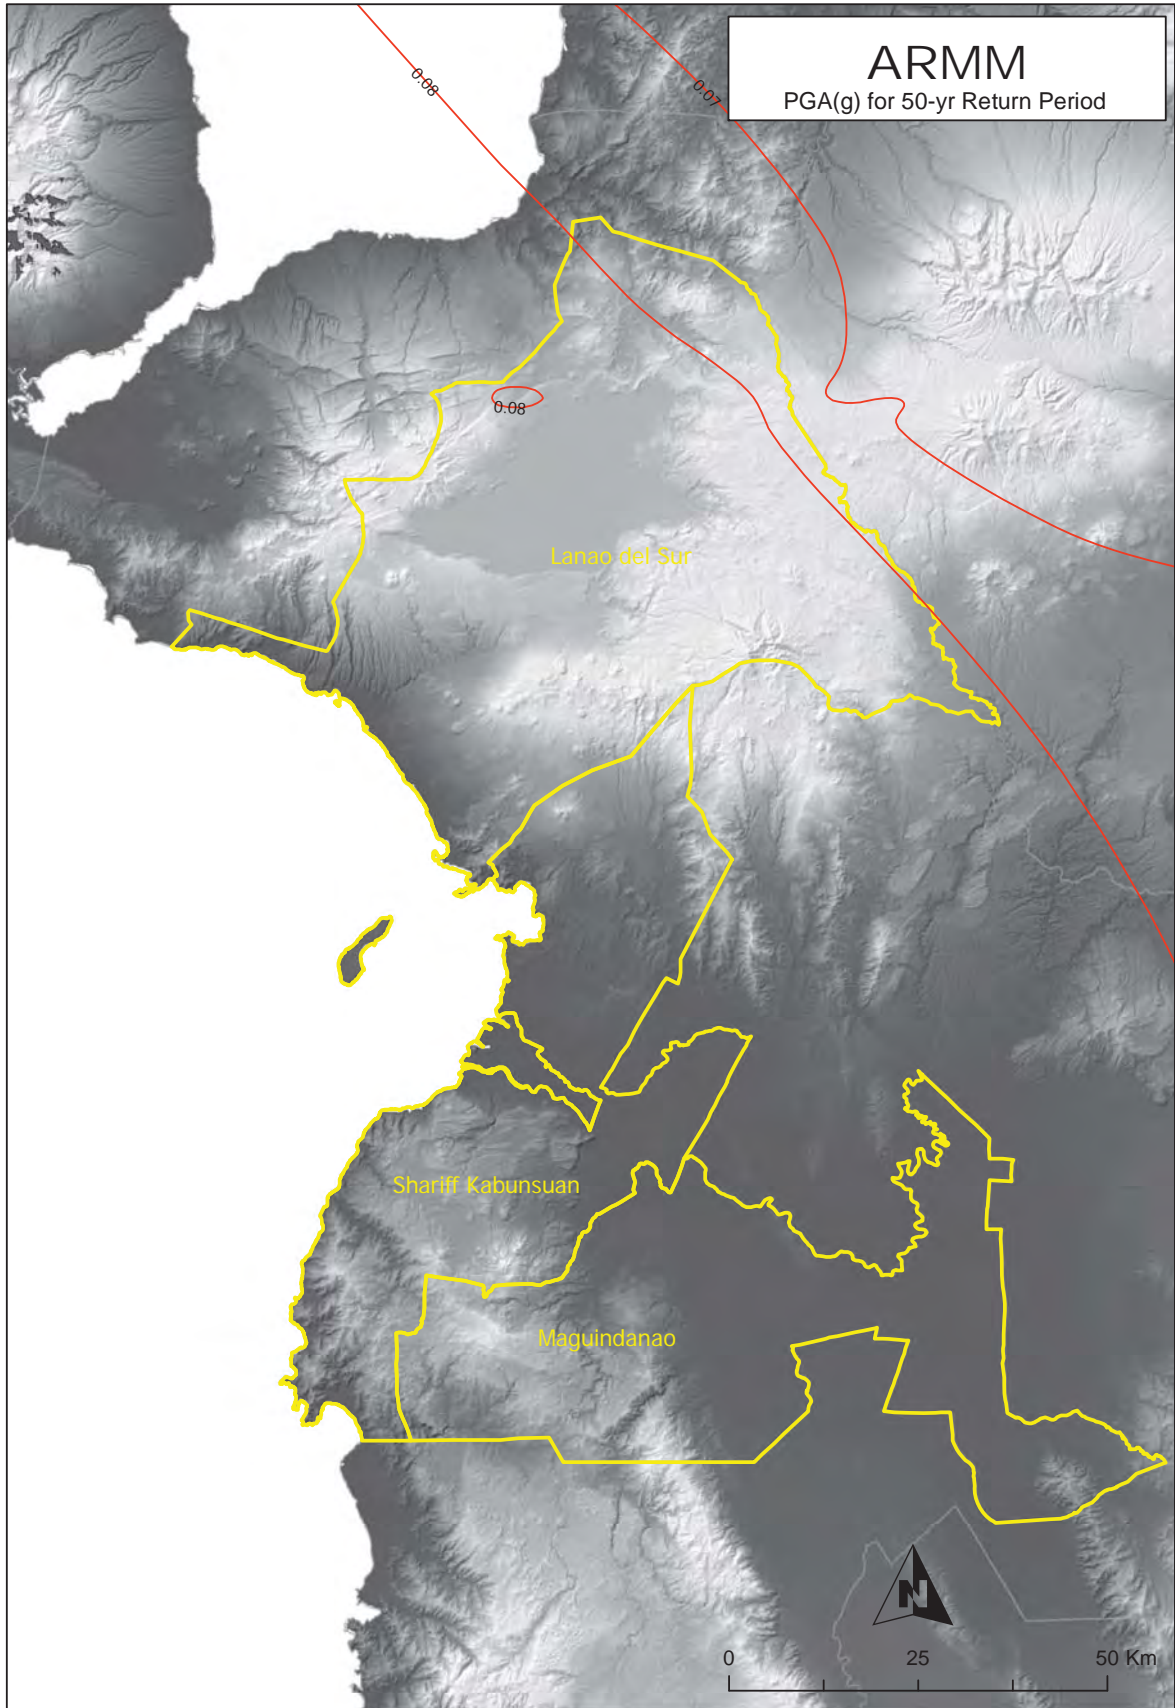 ARMM
PGA(g) for 50-yr Return Period
0.08
0.07
0.08
Lanao del Sur
Shariff Kabunsuan
Maguindanao
N
0 25 50 Km